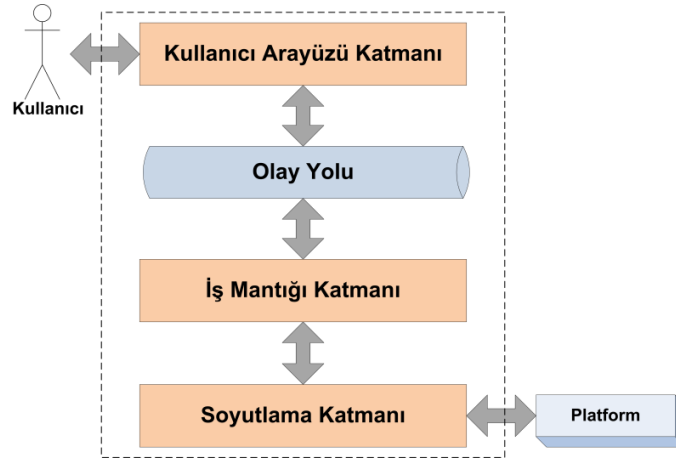 Kullanıcı Arayüzü Katmanı
Kullanıcı
Olay Yolu
İş Mantığı Katmanı
Soyutlama Katmanı
Platform